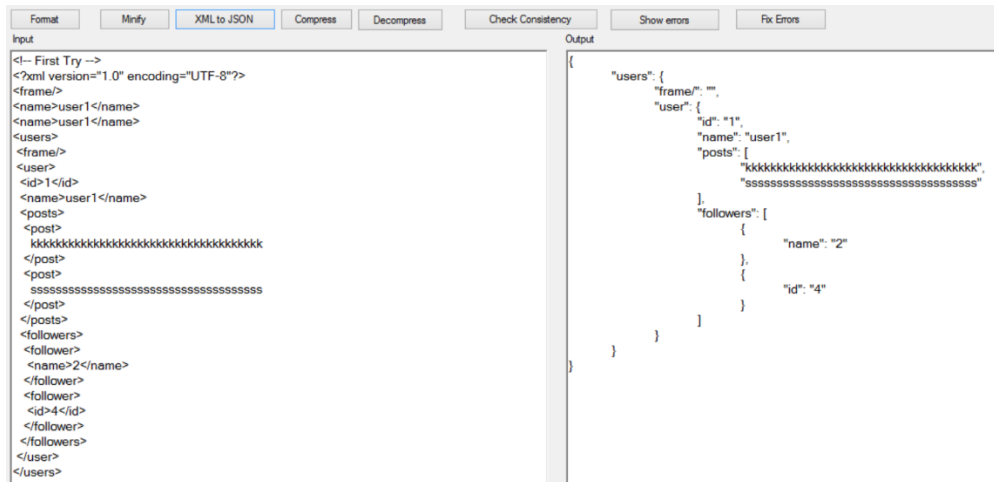 Format Minify XML to JSON Compress Decompress Check Consistency Show errors Fix Errors
Input
<!-- First Try -->
<?xml version="1.0" encoding="UTF-8"?>
<frame/>
<name>user1</name>
<name>user1</name>
<users>
<frame/>
<user>
<id>1</id>
<name>user1</name>
<posts>
<post>
kkkkkkkkkkkkkkkkkkkkkkkkkkkkkkkkkkkkk
</post>
<post>
sssssssssssssssssssssssssssssssssssss
</post>
</posts>
<followers>
<follower>
<name>2</name>
</follower>
<follower>
<id>4</id>
</follower>
</followers>
</user>
</users>
Output
{
"users": {
"frame/": "",
"user": {
"id": "1",
"name": "user1",
"posts": [
"kkkkkkkkkkkkkkkkkkkkkkkkkkkkkkkkkkkkk",
"sssssssssssssssssssssssssssssssssssss"
],
"followers": [
{
"name": "2"
},
{
"id": "4"
}
]
}
}
}